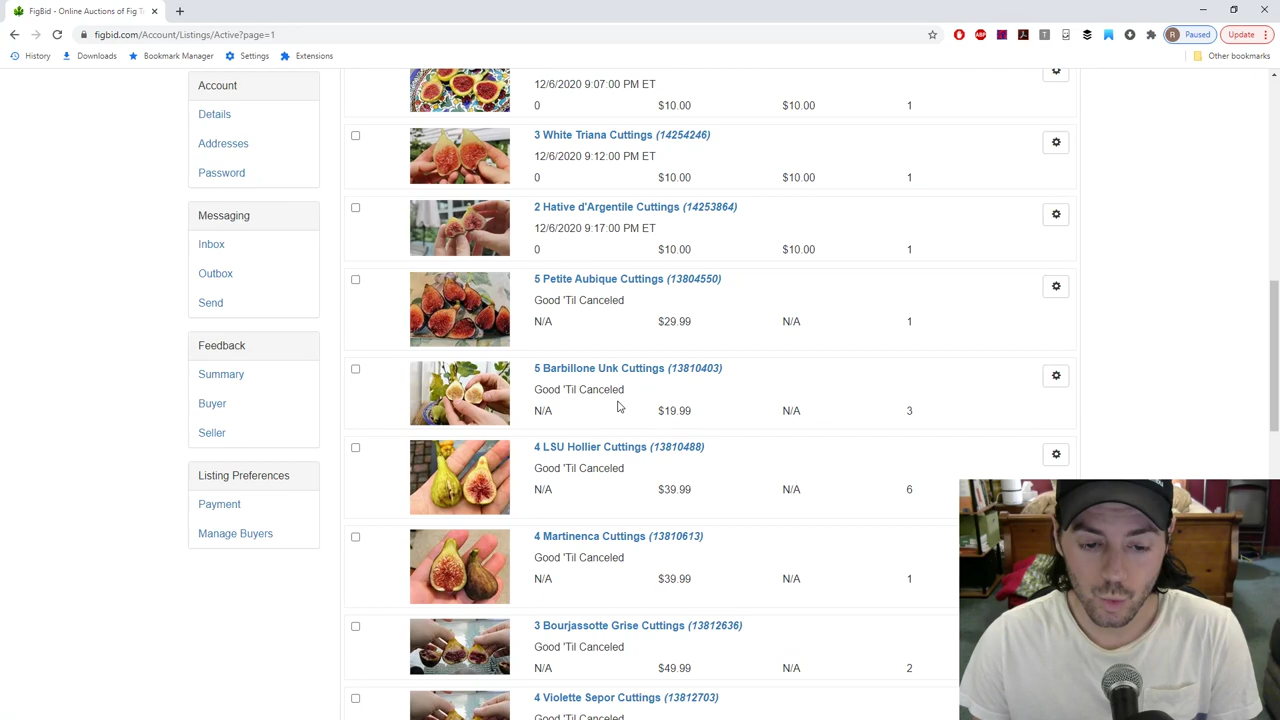 FigBid - Online Auctions of Fig T
figbid.com/Account/Listings/Active?page=1
R Paused
Update
History Downloads Bookmark Manager Settings Extensions Other bookmarks
Account
Details
Addresses
Password
Messaging
Inbox
Outbox
Send
Feedback
Summary
Buyer
Seller
Listing Preferences
Payment
Manage Buyers
12/6/2020 9:07:00 PM ET
0 $10.00 $10.00 1
3 White Triana Cuttings (14254246)
12/6/2020 9:12:00 PM ET
0 $10.00 $10.00 1
2 Hative d'Argentile Cuttings (14253864)
12/6/2020 9:17:00 PM ET
0 $10.00 $10.00 1
5 Petite Aubique Cuttings (13804550)
Good 'Til Canceled
N/A $29.99 N/A 1
5 Barbillone Unk Cuttings (13810403)
Good 'Til Canceled
N/A $19.99 N/A 3
4 LSU Hollier Cuttings (13810488)
Good 'Til Canceled
N/A $39.99 N/A 6
4 Martinenca Cuttings (13810613)
Good 'Til Canceled
N/A $39.99 N/A 1
3 Bourjassotte Grise Cuttings (13812636)
Good 'Til Canceled
N/A $49.99 N/A 2
4 Violette Sepor Cuttings (13812703)
Good 'Til Canceled